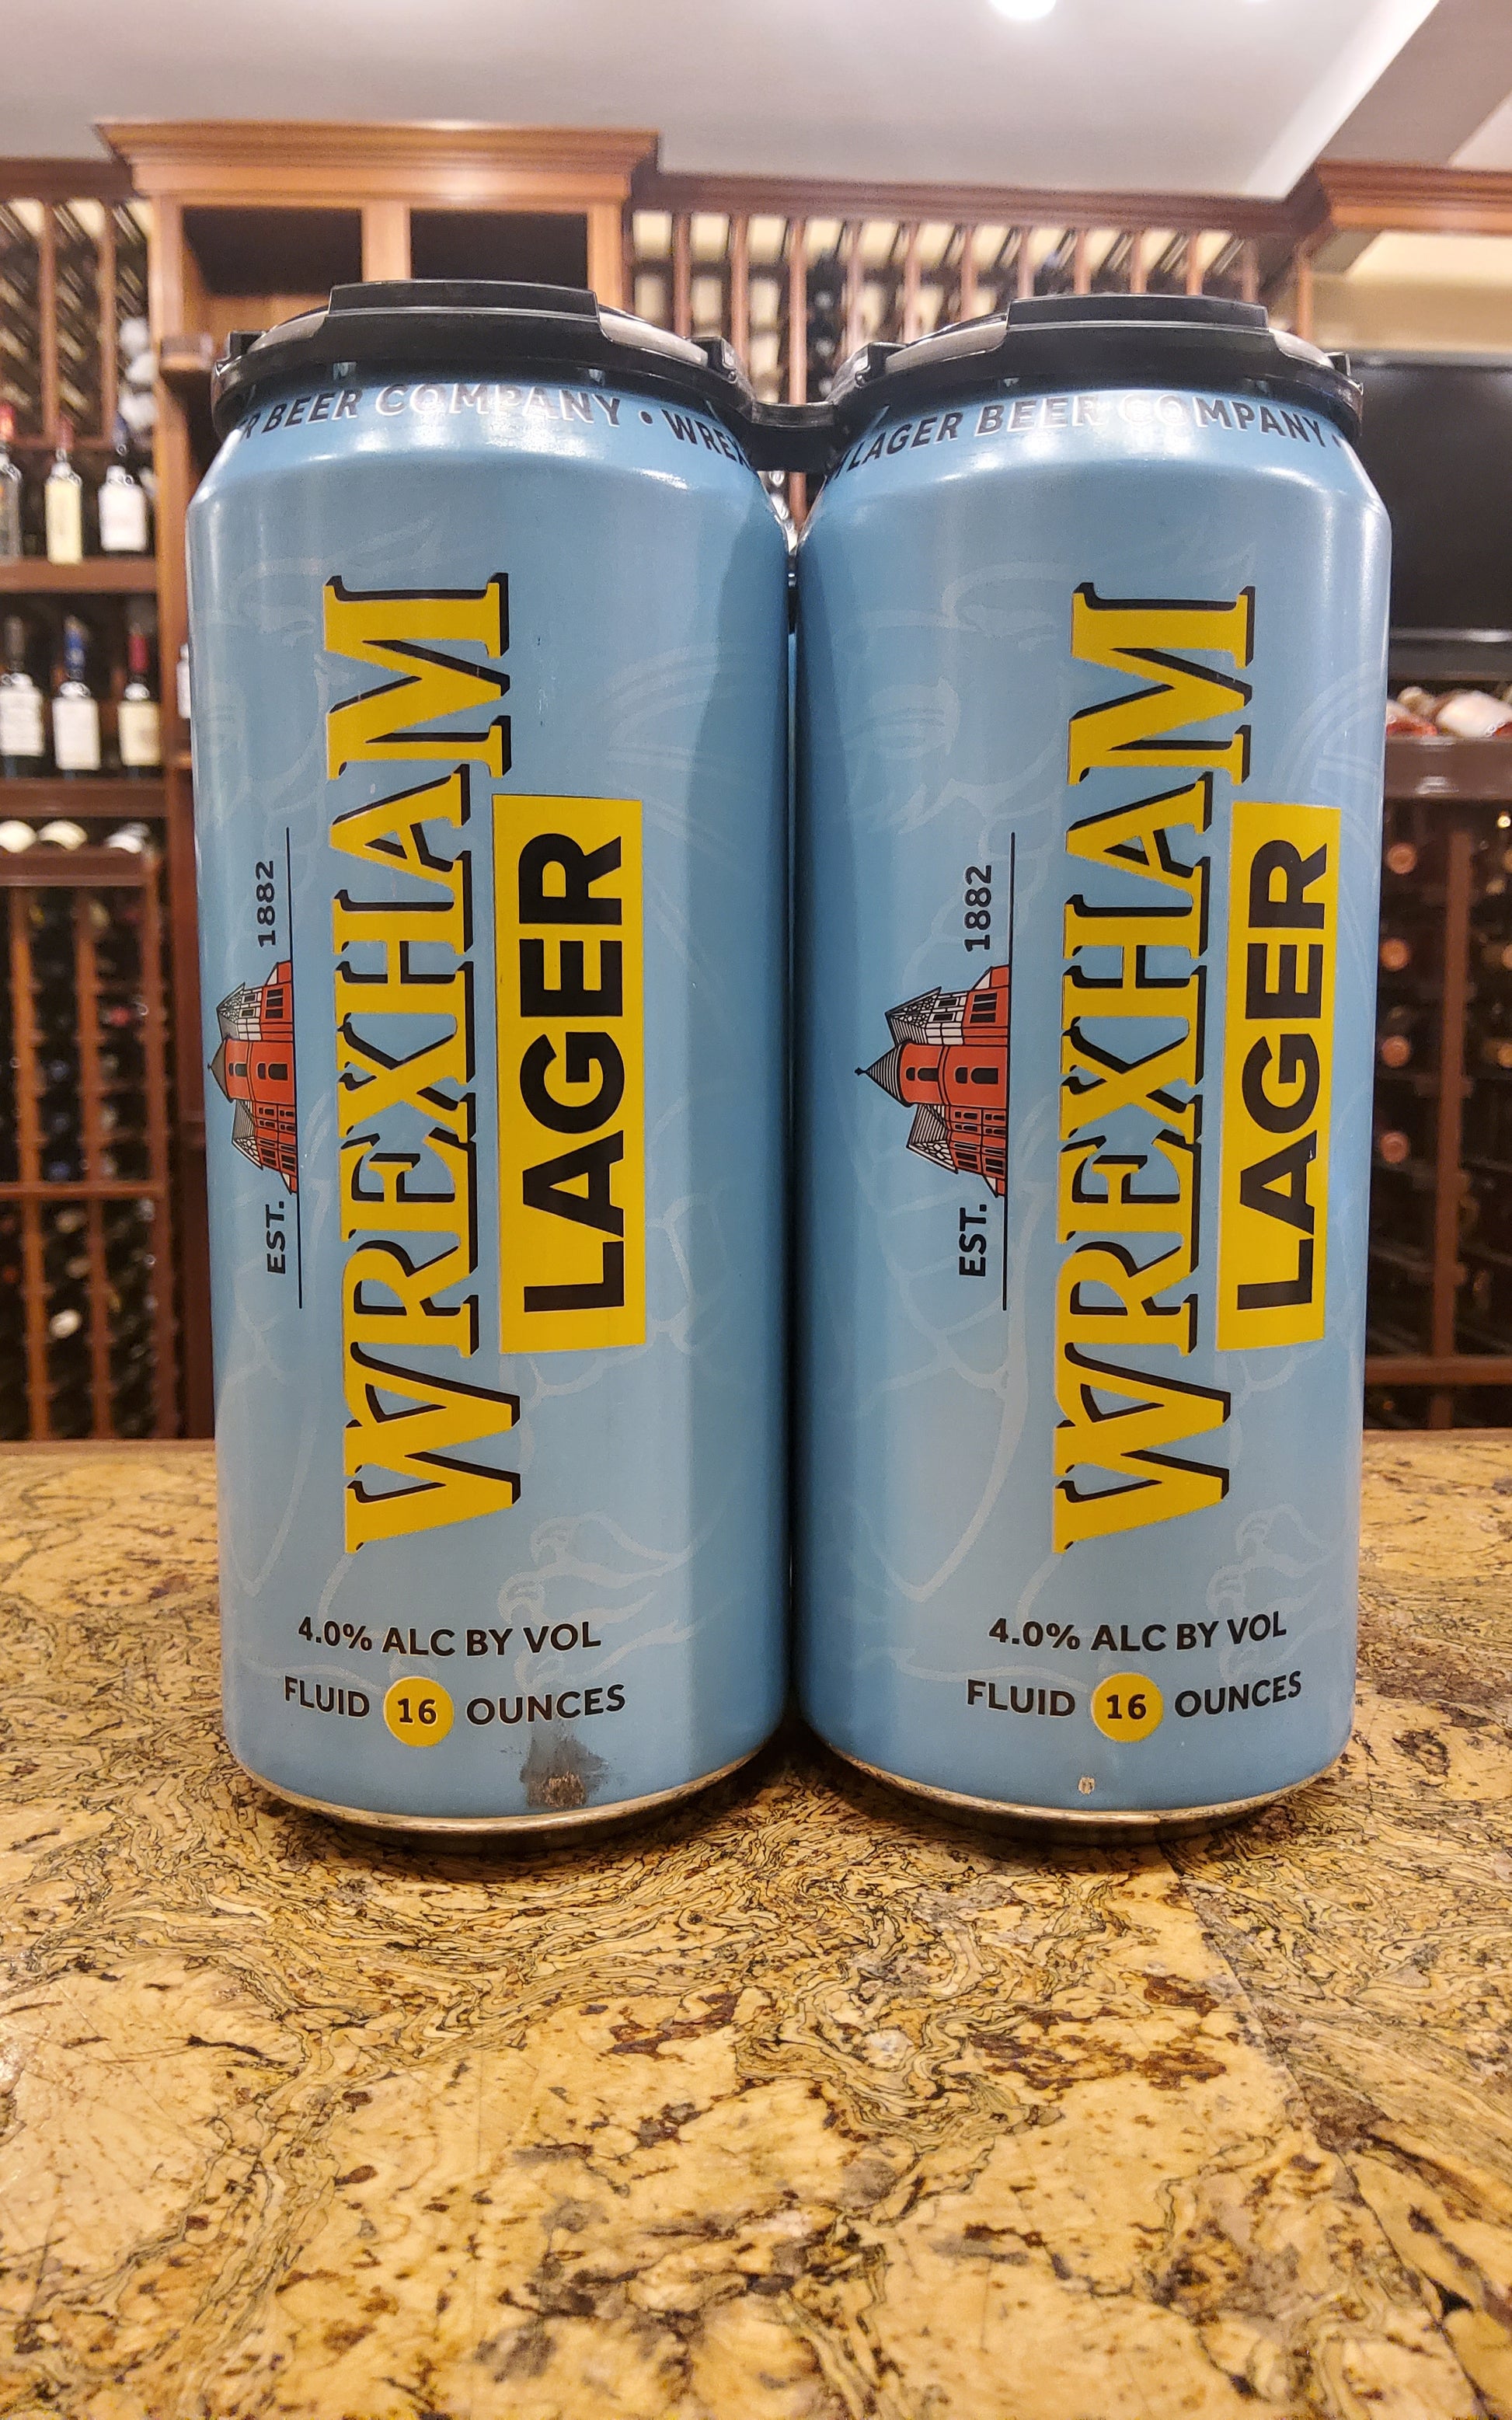 BEER COMPANY •
EST. 1882
WREXHAM
LAGER
4.0% ALC BY VOL
FLUID 16 OUNCES
LAGER BEER COMPANY •
EST. 1882
WREXHAM
LAGER
4.0% ALC BY VOL
FLUID 16 OUNCES